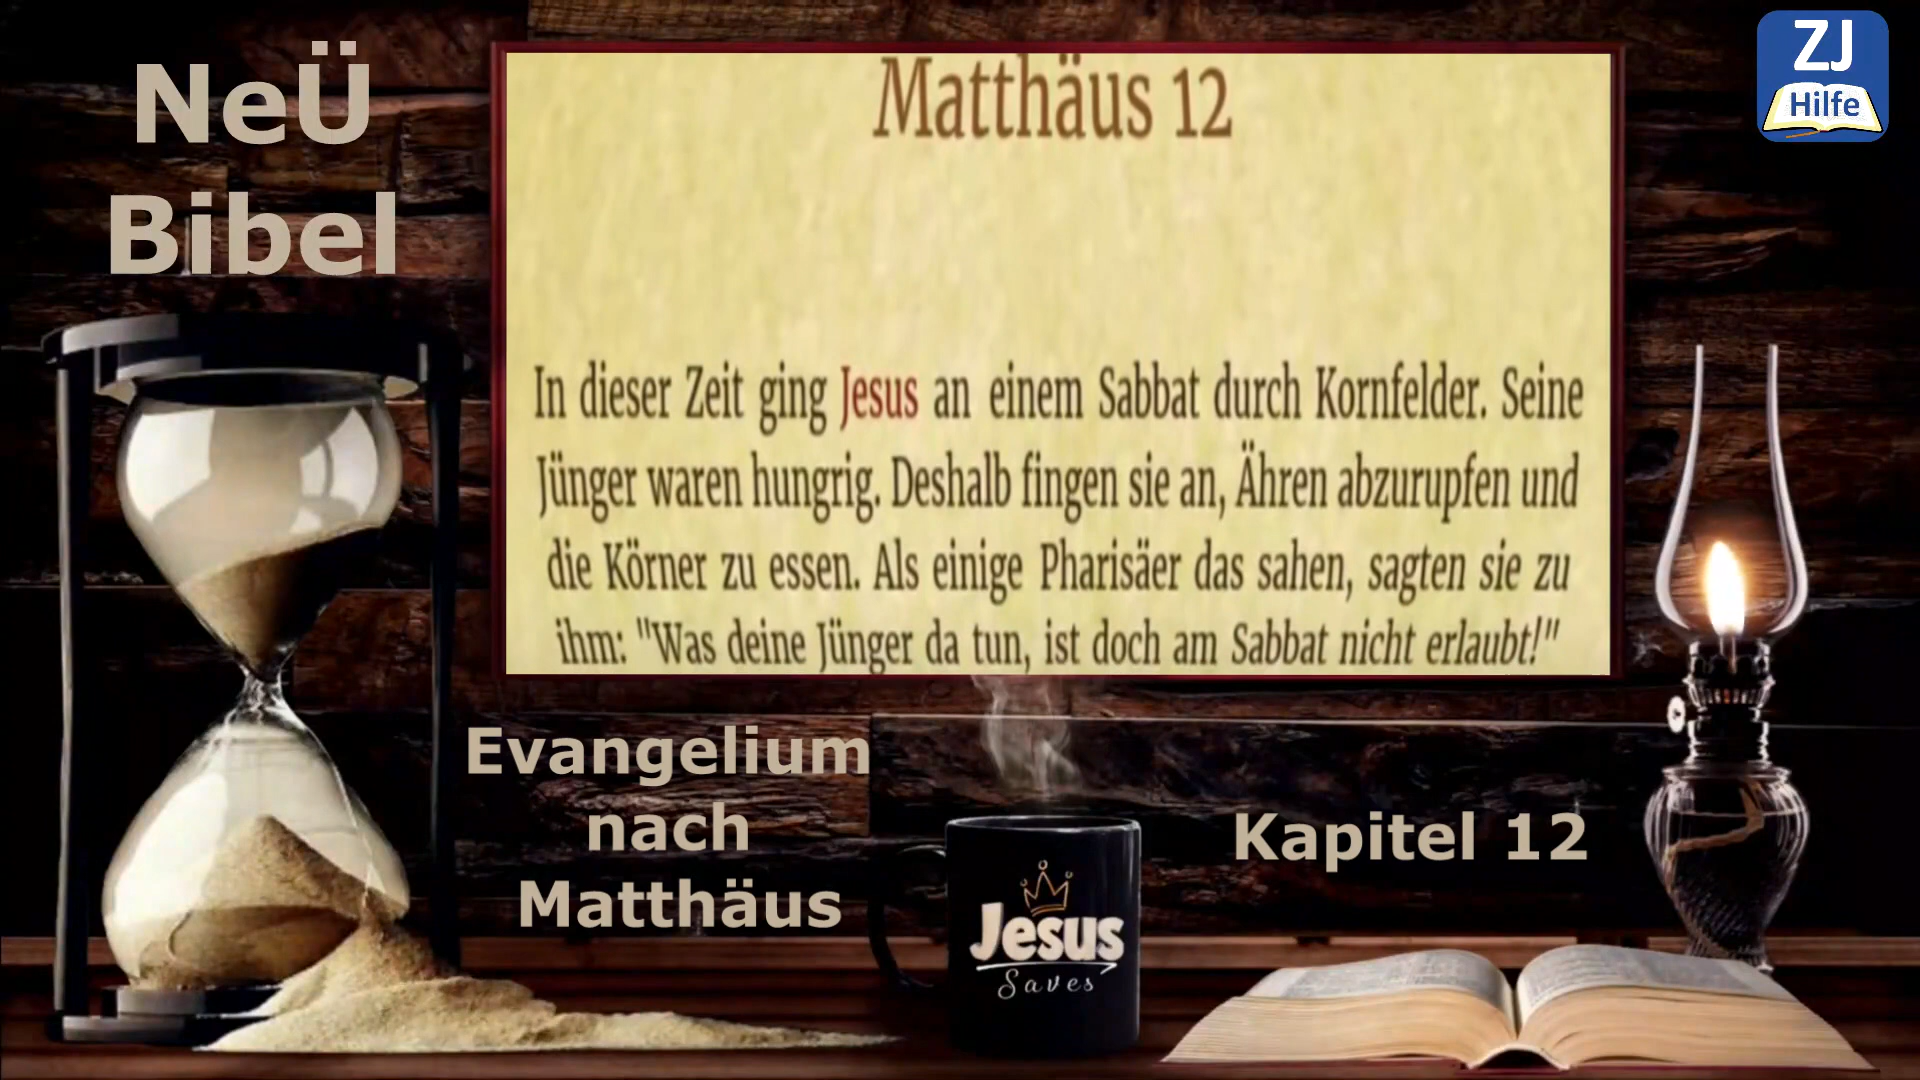 NeÜ
Bibel
Matthäus 12
In dieser Zeit ging Jesus an einem Sabbat durch Kornfelder. Seine
Jünger waren hungrig. Deshalb fingen sie an, Ähren abzurupfen und
die Körner zu essen. Als einige Pharisäer das sahen, sagten sie zu
ihm: "Was deine Jünger da tun, ist doch am Sabbat nicht erlaubt!"
ZJ
Hilfe
Evangelium
nach
Matthäus
Kapitel 12
Jesus
Saves